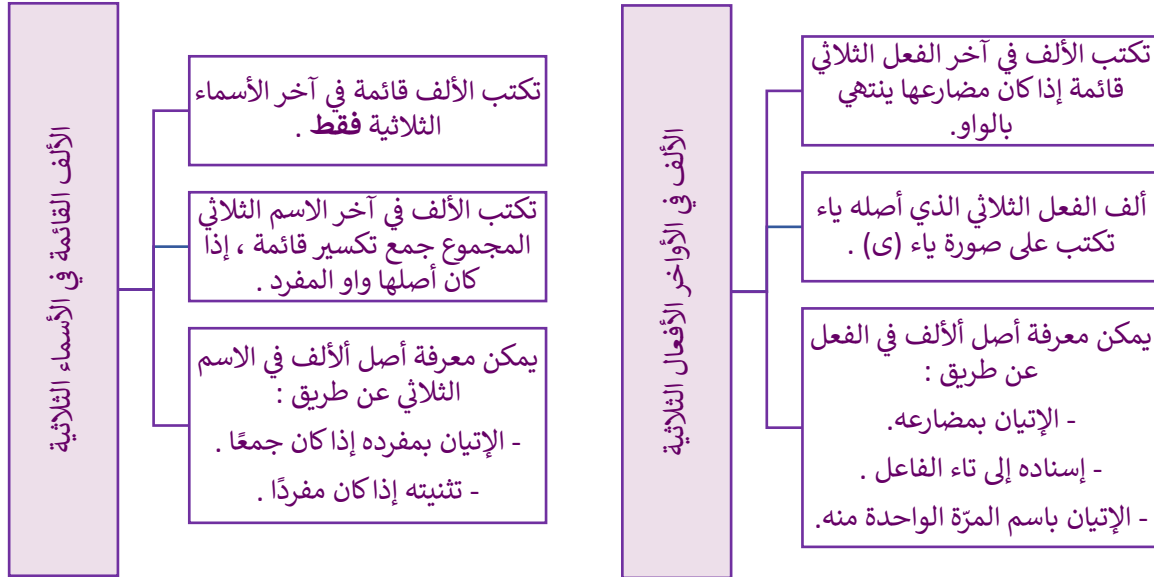 الألف في الأواخر الأفعال الثلاثية
تكتب الألف في آخر الفعل الثلاثي
قائمة إذا كان مضارعها ينتهي
بالواو.
ألف الفعل الثلاثي الذي أصله ياء
تكتب على صورة ياء (ى) .
يمكن معرفة أصل ألألف في الفعل
عن طريق :
- الإتيان بمضارعه.
- إسناده إلى تاء الفاعل .
- الإتيان باسم المرّة الواحدة منه.
الألف القائمة في الأسماء الثلاثية
تكتب الألف قائمة في آخر الأسماء
الثلاثية فقط .
تكتب الألف في آخر الاسم الثلاثي
المجموع جمع تكسير قائمة ، إذا
كان أصلها واو المفرد .
يمكن معرفة أصل ألألف في الاسم
الثلاثي عن طريق :
- الإتيان بمفرده إذا كان جمعًا .
- تثنيته إذا كان مفردًا .